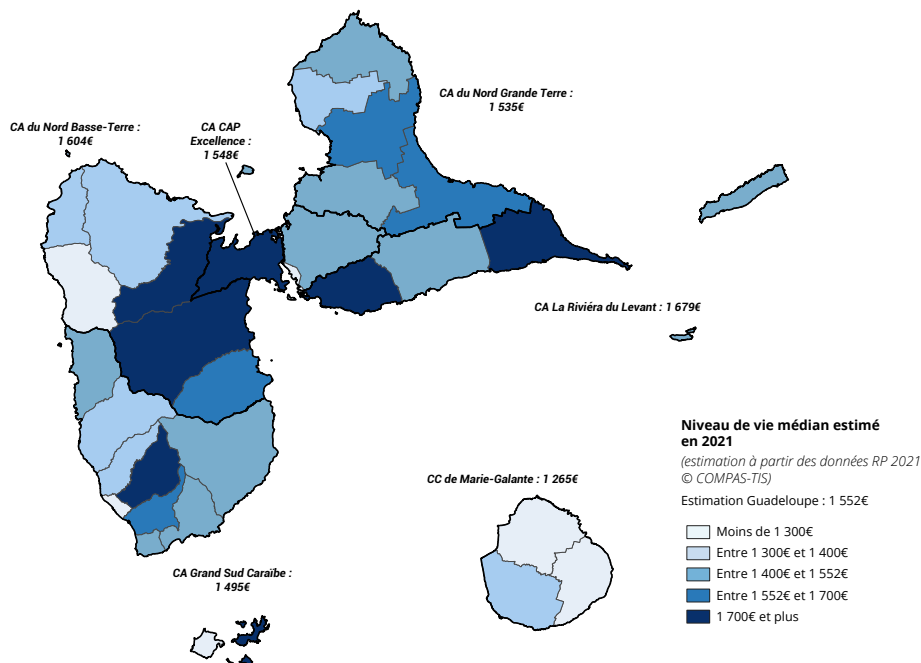 CA du Nord Grande Terre :
1 535€
CA du Nord Basse-Terre :
1 604€
CA CAP
Excellence :
1 548€
CA La Riviéra du Levant : 1 679€
CC de Marie-Galante : 1 265€
CA Grand Sud Caraïbe :
1 495€
Niveau de vie médian estimé
en 2021
(estimation à partir des données RP 2021
© COMPAS-TIS)
Estimation Guadeloupe : 1 552€
Moins de 1 300€
Entre 1 300€ et 1 400€
Entre 1 400€ et 1 552€
Entre 1 552€ et 1 700€
1 700€ et plus